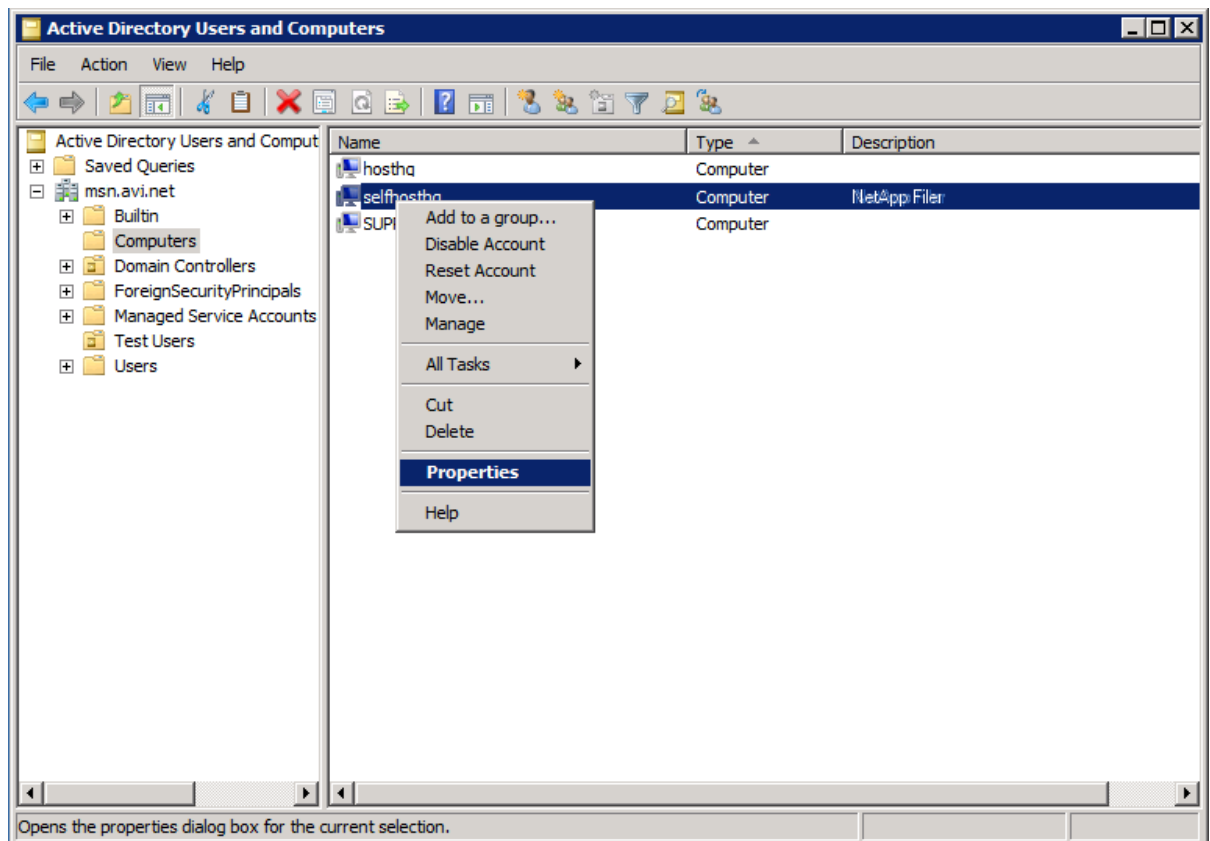 Active Directory Users and Computers
File Action View Help
Active Directory Users and Comput
Saved Queries
msn.avi.net
Builtin
Computers
Domain Controllers
ForeignSecurityPrincipals
Managed Service Accounts
Test Users
Users
Name Type Description
hosthq Computer
selfhosthq Computer NetApp Filer
SUP Computer
Add to a group...
Disable Account
Reset Account
Move...
Manage
All Tasks
Cut
Delete
Properties
Help
Opens the properties dialog box for the current selection.